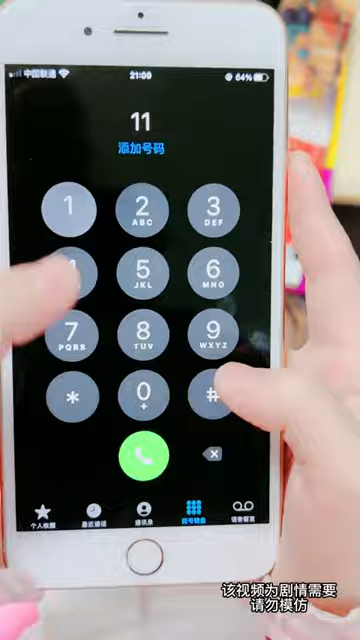 中国联通 21:09 64%
11
添加号码
1 2 3
ABC DEF
4 5 6
JKL MNO
7 8 9
PQRS TUV WXYZ
* 0 #
+
个人收藏 最近通话 通讯录 拨号键盘 语音留言
该视频为剧情需要
请勿模仿